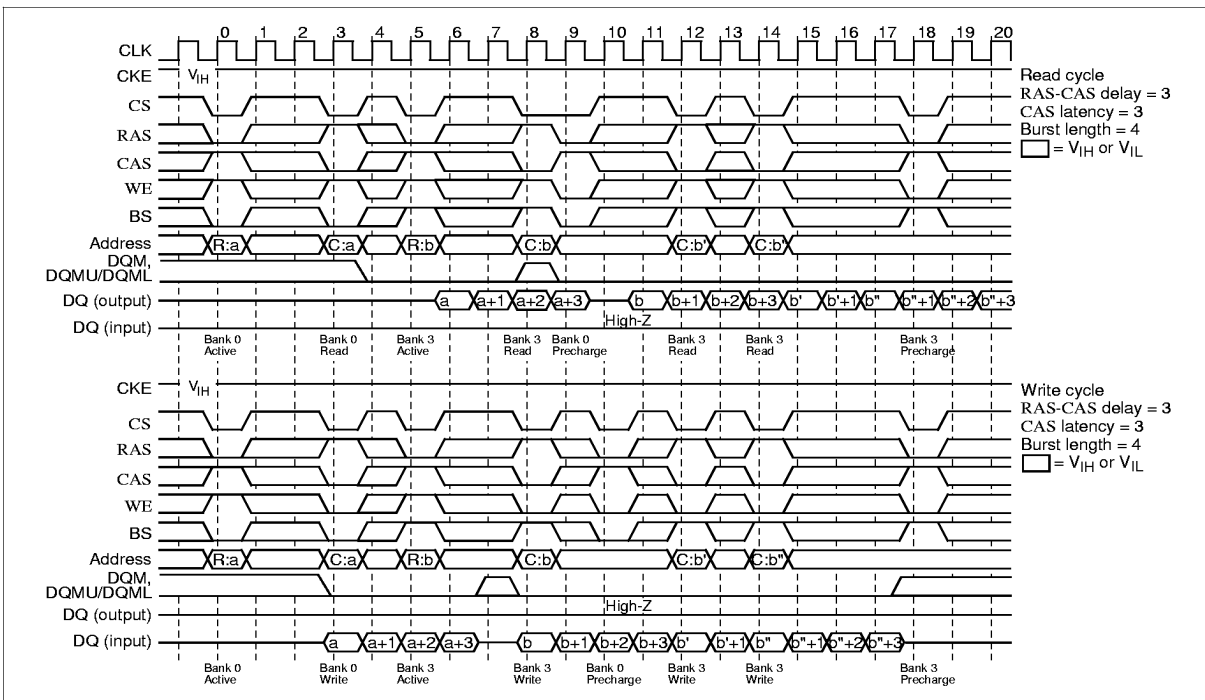 0 1 2 3 4 5 6 7 8 9 10 11 12 13 14 15 16 17 18 19 20
CLK
CKE VIH
CS
RAS
CAS
WE
BS
Address R:a C:a R:b C:b C:b' C:b'
DQM,
DQMU/DQML
DQ (output) a a+1 a+2 a+3 b b+1 b+2 b+3 b' b'+1 b" b"+1 b"+2 b"+3
High-Z
DQ (input)
Bank 0 Active
Bank 0 Read
Bank 3 Active
Bank 3 Read
Bank 0 Precharge
Bank 3 Read
Bank 3 Read
Bank 3 Precharge
Read cycle
RAS-CAS delay = 3
CAS latency = 3
Burst length = 4
= VIH or VIL
CKE VIH
CS
RAS
CAS
WE
BS
Address R:a C:a R:b C:b C:b' C:b"
DQM,
DQMU/DQML
High-Z
DQ (output)
DQ (input) a a+1 a+2 a+3 b b+1 b+2 b+3 b' b'+1 b" b"+1 b"+2 b"+3
Bank 0 Active
Bank 0 Write
Bank 3 Active
Bank 3 Write
Bank 0 Precharge
Bank 3 Write
Bank 3 Write
Bank 3 Precharge
Write cycle
RAS-CAS delay = 3
CAS latency = 3
Burst length = 4
= VIH or VIL